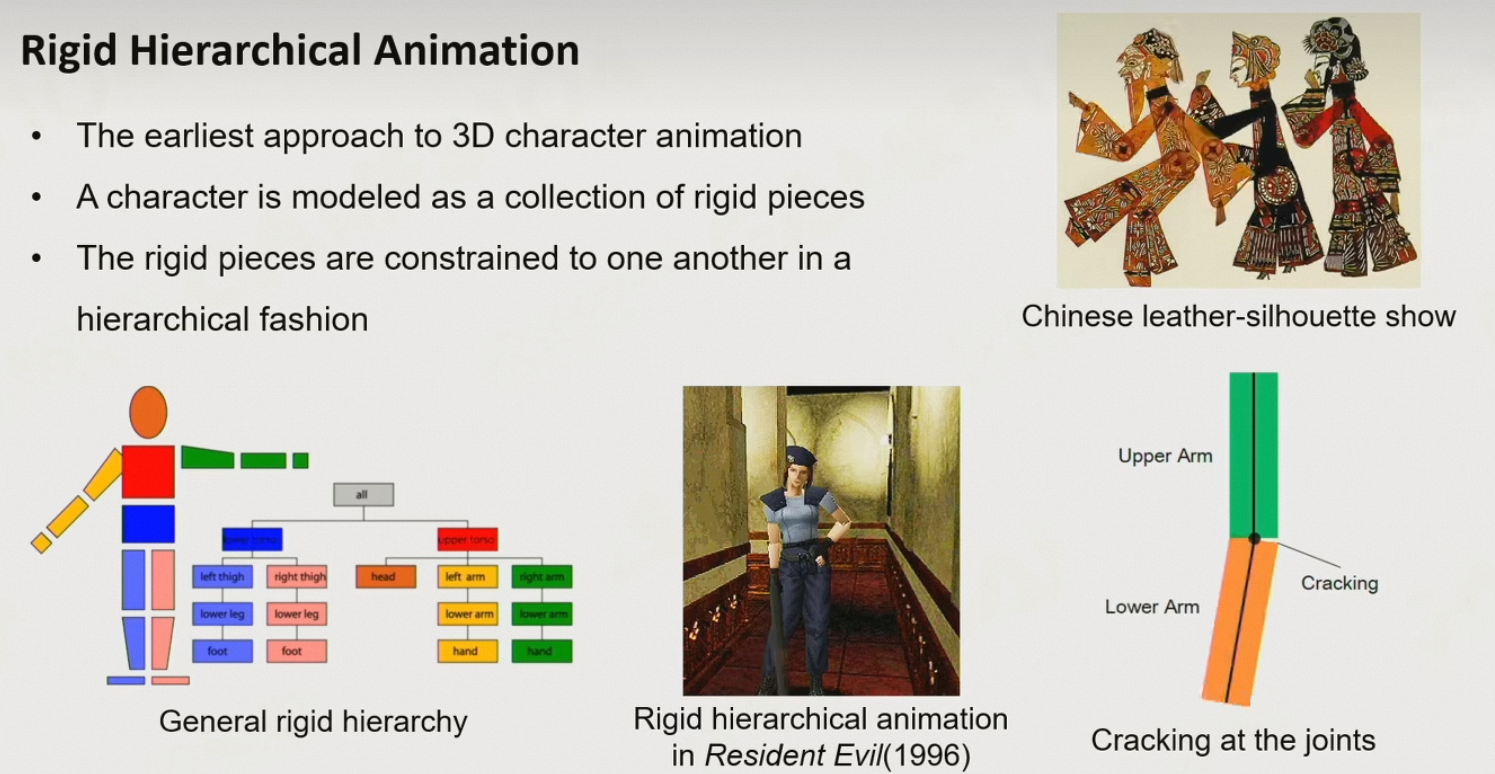 Rigid Hierarchical Animation
• The earliest approach to 3D character animation
• A character is modeled as a collection of rigid pieces
• The rigid pieces are constrained to one another in a
hierarchical fashion
Chinese leather-silhouette show
all
lower torso
upper torso
left thigh
right thigh
head
left arm
right arm
lower leg
lower leg
lower arm
lower arm
foot
foot
hand
hand
General rigid hierarchy
Rigid hierarchical animation
in Resident Evil(1996)
Upper Arm
Cracking
Lower Arm
Cracking at the joints